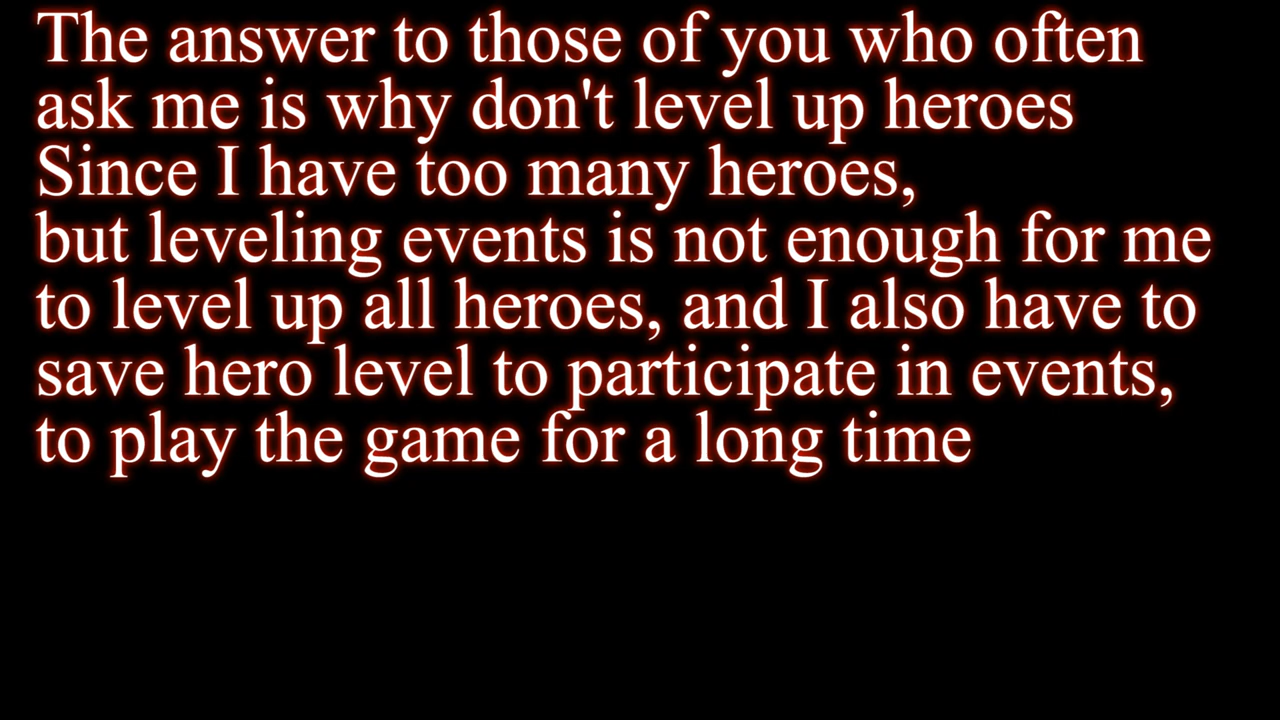 The answer to those of you who often
ask me is why don't level up heroes
Since I have too many heroes,
but leveling events is not enough for me
to level up all heroes, and I also have to
save hero level to participate in events,
to play the game for a long time